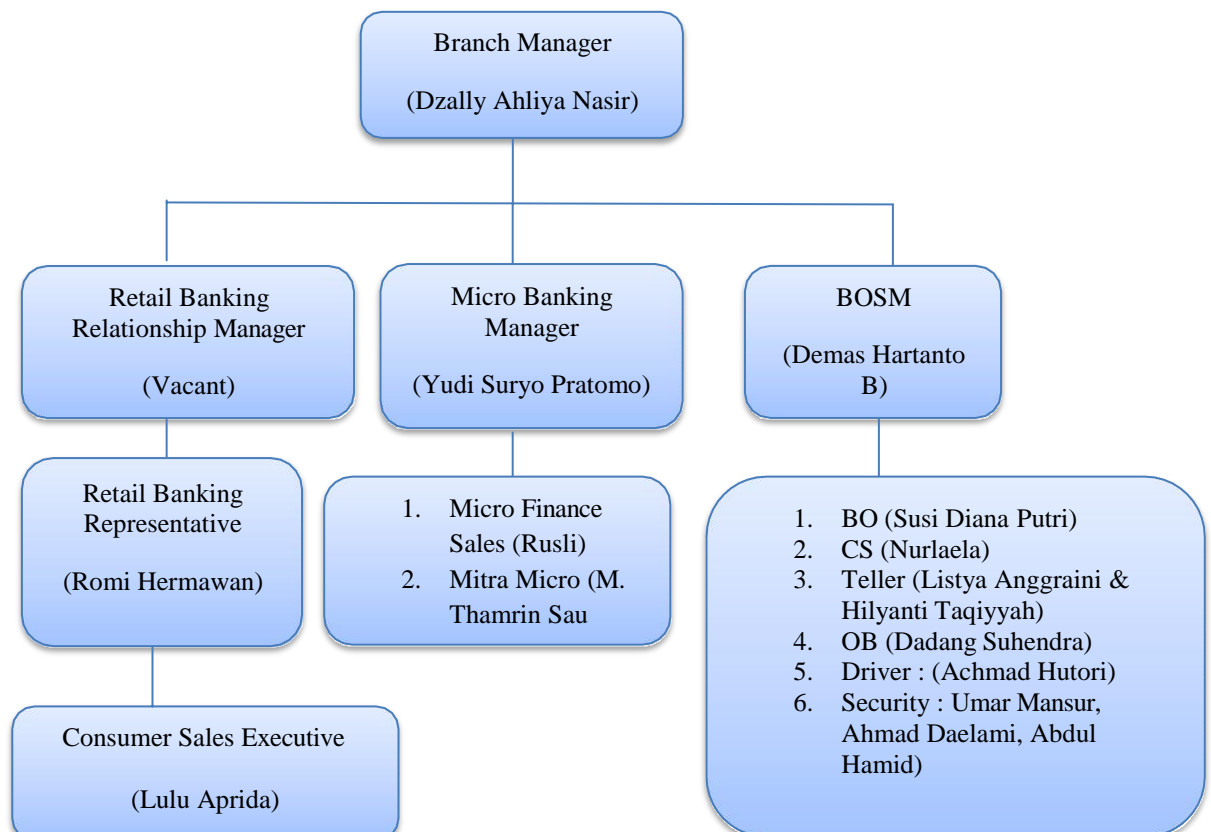 Branch Manager
(Dzally Ahliya Nasir)
Retail Banking
Relationship Manager
(Vacant)
Micro Banking
Manager
(Yudi Suryo Pratomo)
BOSM
(Demas Hartanto
B)
Retail Banking
Representative
(Romi Hermawan)
1. Micro Finance
Sales (Rusli)
2. Mitra Micro (M.
Thamrin Sau
1. BO (Susi Diana Putri)
2. CS (Nurlaela)
3. Teller (Listya Anggraini &
Hilyanti Taqiyyah)
4. OB (Dadang Suhendra)
5. Driver : (Achmad Hutori)
6. Security : Umar Mansur,
Ahmad Daelami, Abdul
Hamid)
Consumer Sales Executive
(Lulu Aprida)